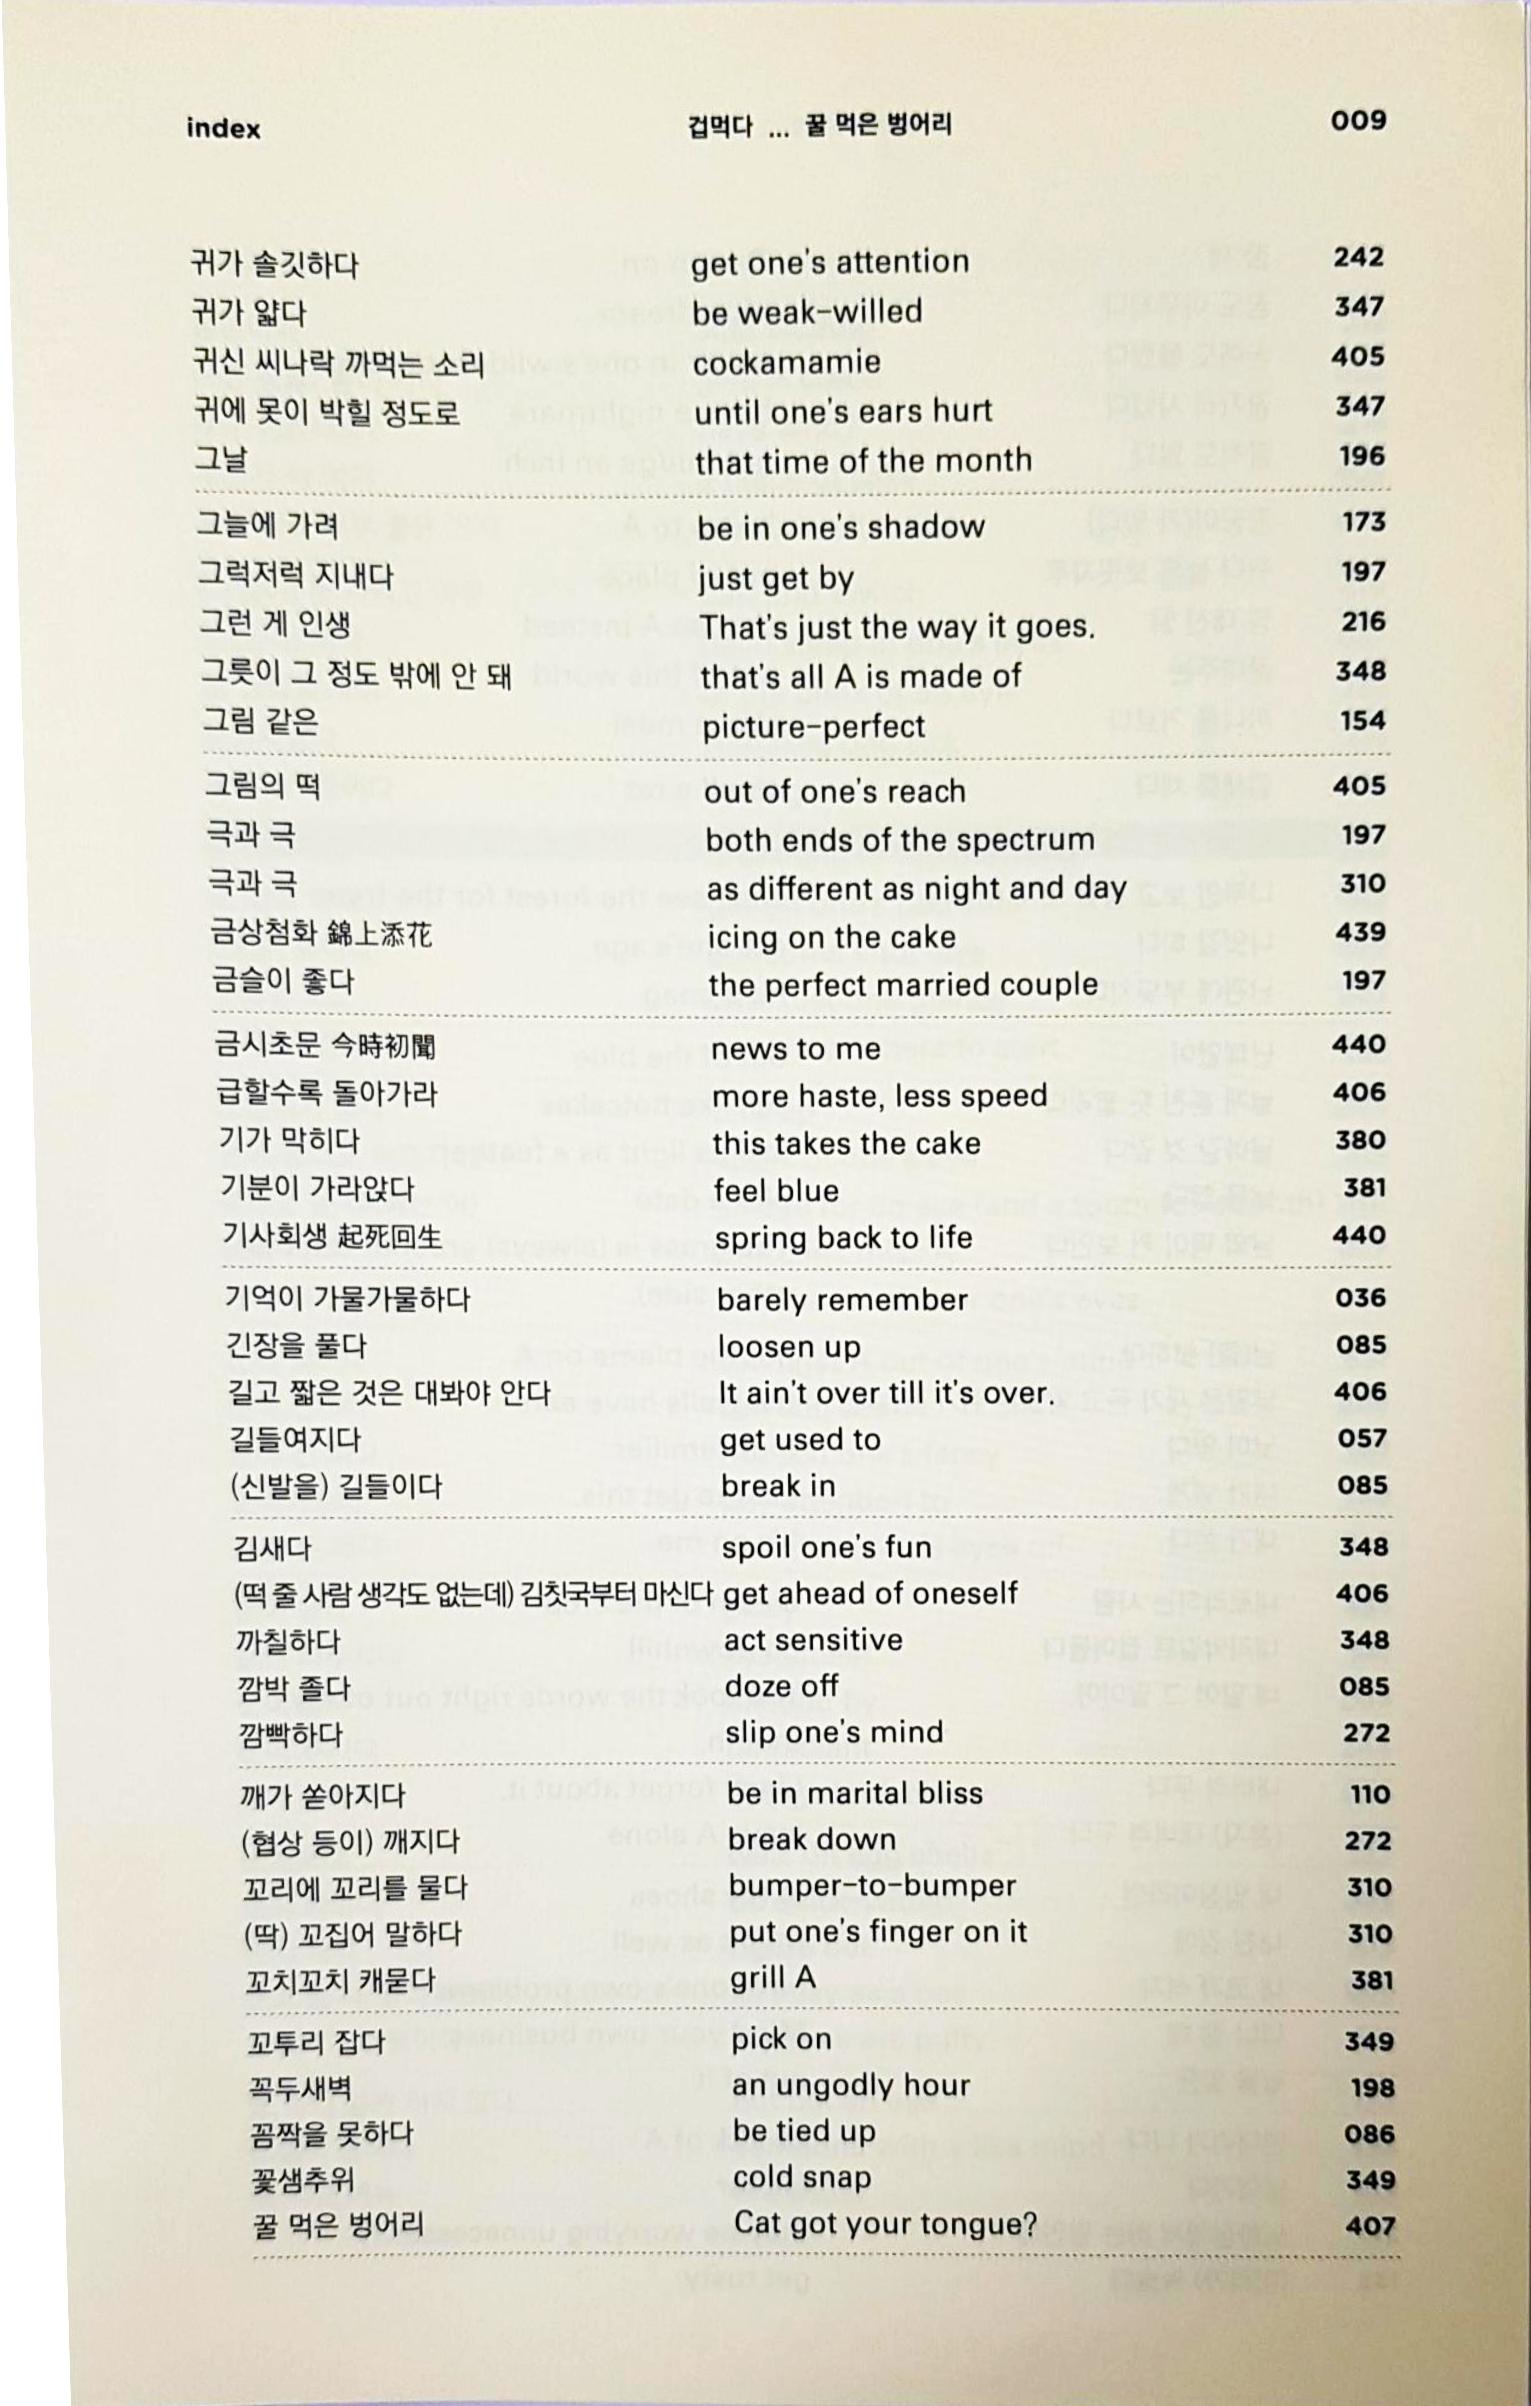 index 겁먹다 ... 꿀 먹은 벙어리 009
귀가 솔깃하다 get one's attention 242
귀가 얇다 be weak-willed 347
귀신 씨나락 까먹는 소리 cockamamie 405
귀에 못이 박힐 정도로 until one's ears hurt 347
그날 that time of the month 196
그늘에 가려 be in one's shadow 173
그럭저럭 지내다 just get by 197
그런 게 인생 That's just the way it goes. 216
그릇이 그 정도 밖에 안 돼 that's all A is made of 348
그림 같은 picture-perfect 154
그림의 떡 out of one's reach 405
극과 극 both ends of the spectrum 197
극과 극 as different as night and day 310
금상첨화 錦上添花 icing on the cake 439
금슬이 좋다 the perfect married couple 197
금시초문 今時初聞 news to me 440
급할수록 돌아가라 more haste, less speed 406
기가 막히다 this takes the cake 380
기분이 가라앉다 feel blue 381
기사회생 起死回生 spring back to life 440
기억이 가물가물하다 barely remember 036
긴장을 풀다 loosen up 085
길고 짧은 것은 대봐야 안다 It ain't over till it's over. 406
길들여지다 get used to 057
(신발을) 길들이다 break in 085
김새다 spoil one's fun 348
(떡 줄 사람 생각도 없는데) 김칫국부터 마신다 get ahead of oneself 406
까칠하다 act sensitive 348
깜박 졸다 doze off 085
깜빡하다 slip one's mind 272
깨가 쏟아지다 be in marital bliss 110
(협상 등이) 깨지다 break down 272
꼬리에 꼬리를 물다 bumper-to-bumper 310
(딱) 꼬집어 말하다 put one's finger on it 310
꼬치꼬치 캐묻다 grill A 381
꼬투리 잡다 pick on 349
꼭두새벽 an ungodly hour 198
꼼짝을 못하다 be tied up 086
꽃샘추위 cold snap 349
꿀 먹은 벙어리 Cat got your tongue? 407